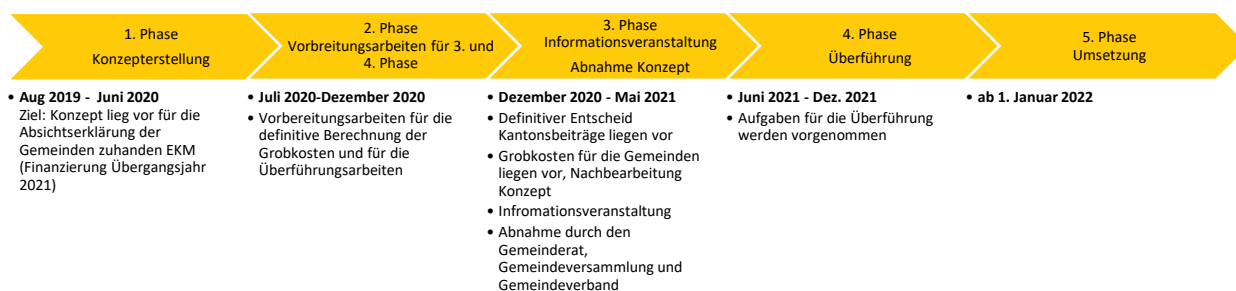 1. Phase
Konzepterstellung
2. Phase
Vorbreitungsarbeiten für 3. und
4. Phase
3. Phase
Informationsveranstaltung
Abnahme Konzept
4. Phase
Überführung
5. Phase
Umsetzung
• Aug 2019 - Juni 2020
Ziel: Konzept lieg vor für die
Absichtserklärung der
Gemeinden zuhanden EKM
(Finanzierung Übergangsjahr
2021)
• Juli 2020-Dezember 2020
• Vorbereitungsarbeiten für die
definitive Berechnung der
Grobkosten und für die
Überführungsarbeiten
• Dezember 2020 - Mai 2021
• Definitiver Entscheid
Kantonsbeiträge liegen vor
• Grobkosten für die Gemeinden
liegen vor, Nachbearbeitung
Konzept
• Infromationsveranstaltung
• Abnahme durch den
Gemeinderat,
Gemeindeversammlung und
Gemeindeverband
• Juni 2021 - Dez. 2021
• Aufgaben für die Überführung
werden vorgenommen
• ab 1. Januar 2022